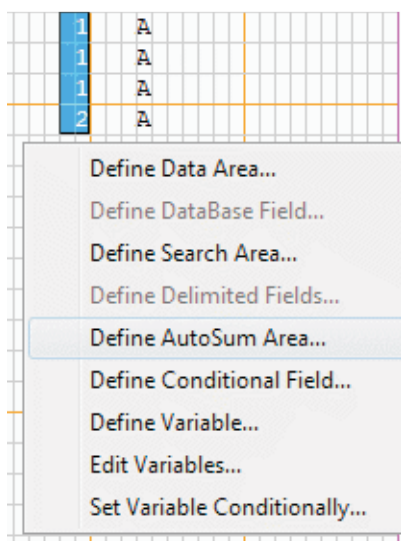 1 A
1 A
1 A
2 A
Define Data Area...
Define DataBase Field...
Define Search Area...
Define Delimited Fields...
Define AutoSum Area...
Define Conditional Field...
Define Variable...
Edit Variables...
Set Variable Conditionally...